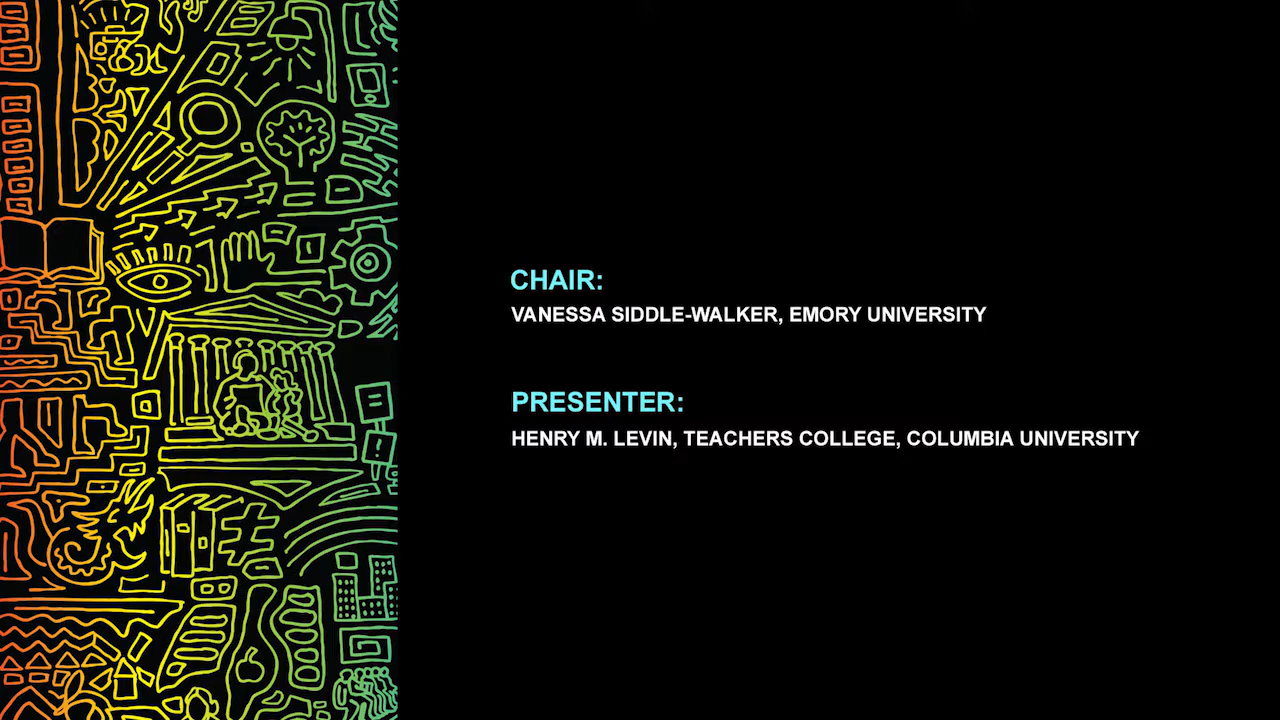 CHAIR:
VANESSA SIDDLE-WALKER, EMORY UNIVERSITY
PRESENTER:
HENRY M. LEVIN, TEACHERS COLLEGE, COLUMBIA UNIVERSITY